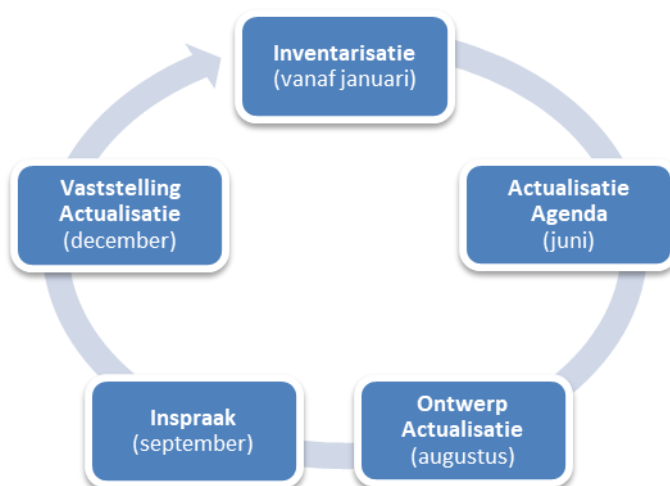 Inventarisatie
(vanaf januari)
Actualisatie
Agenda
(juni)
Ontwerp
Actualisatie
(augustus)
Inspraak
(september)
Vaststelling
Actualisatie
(december)